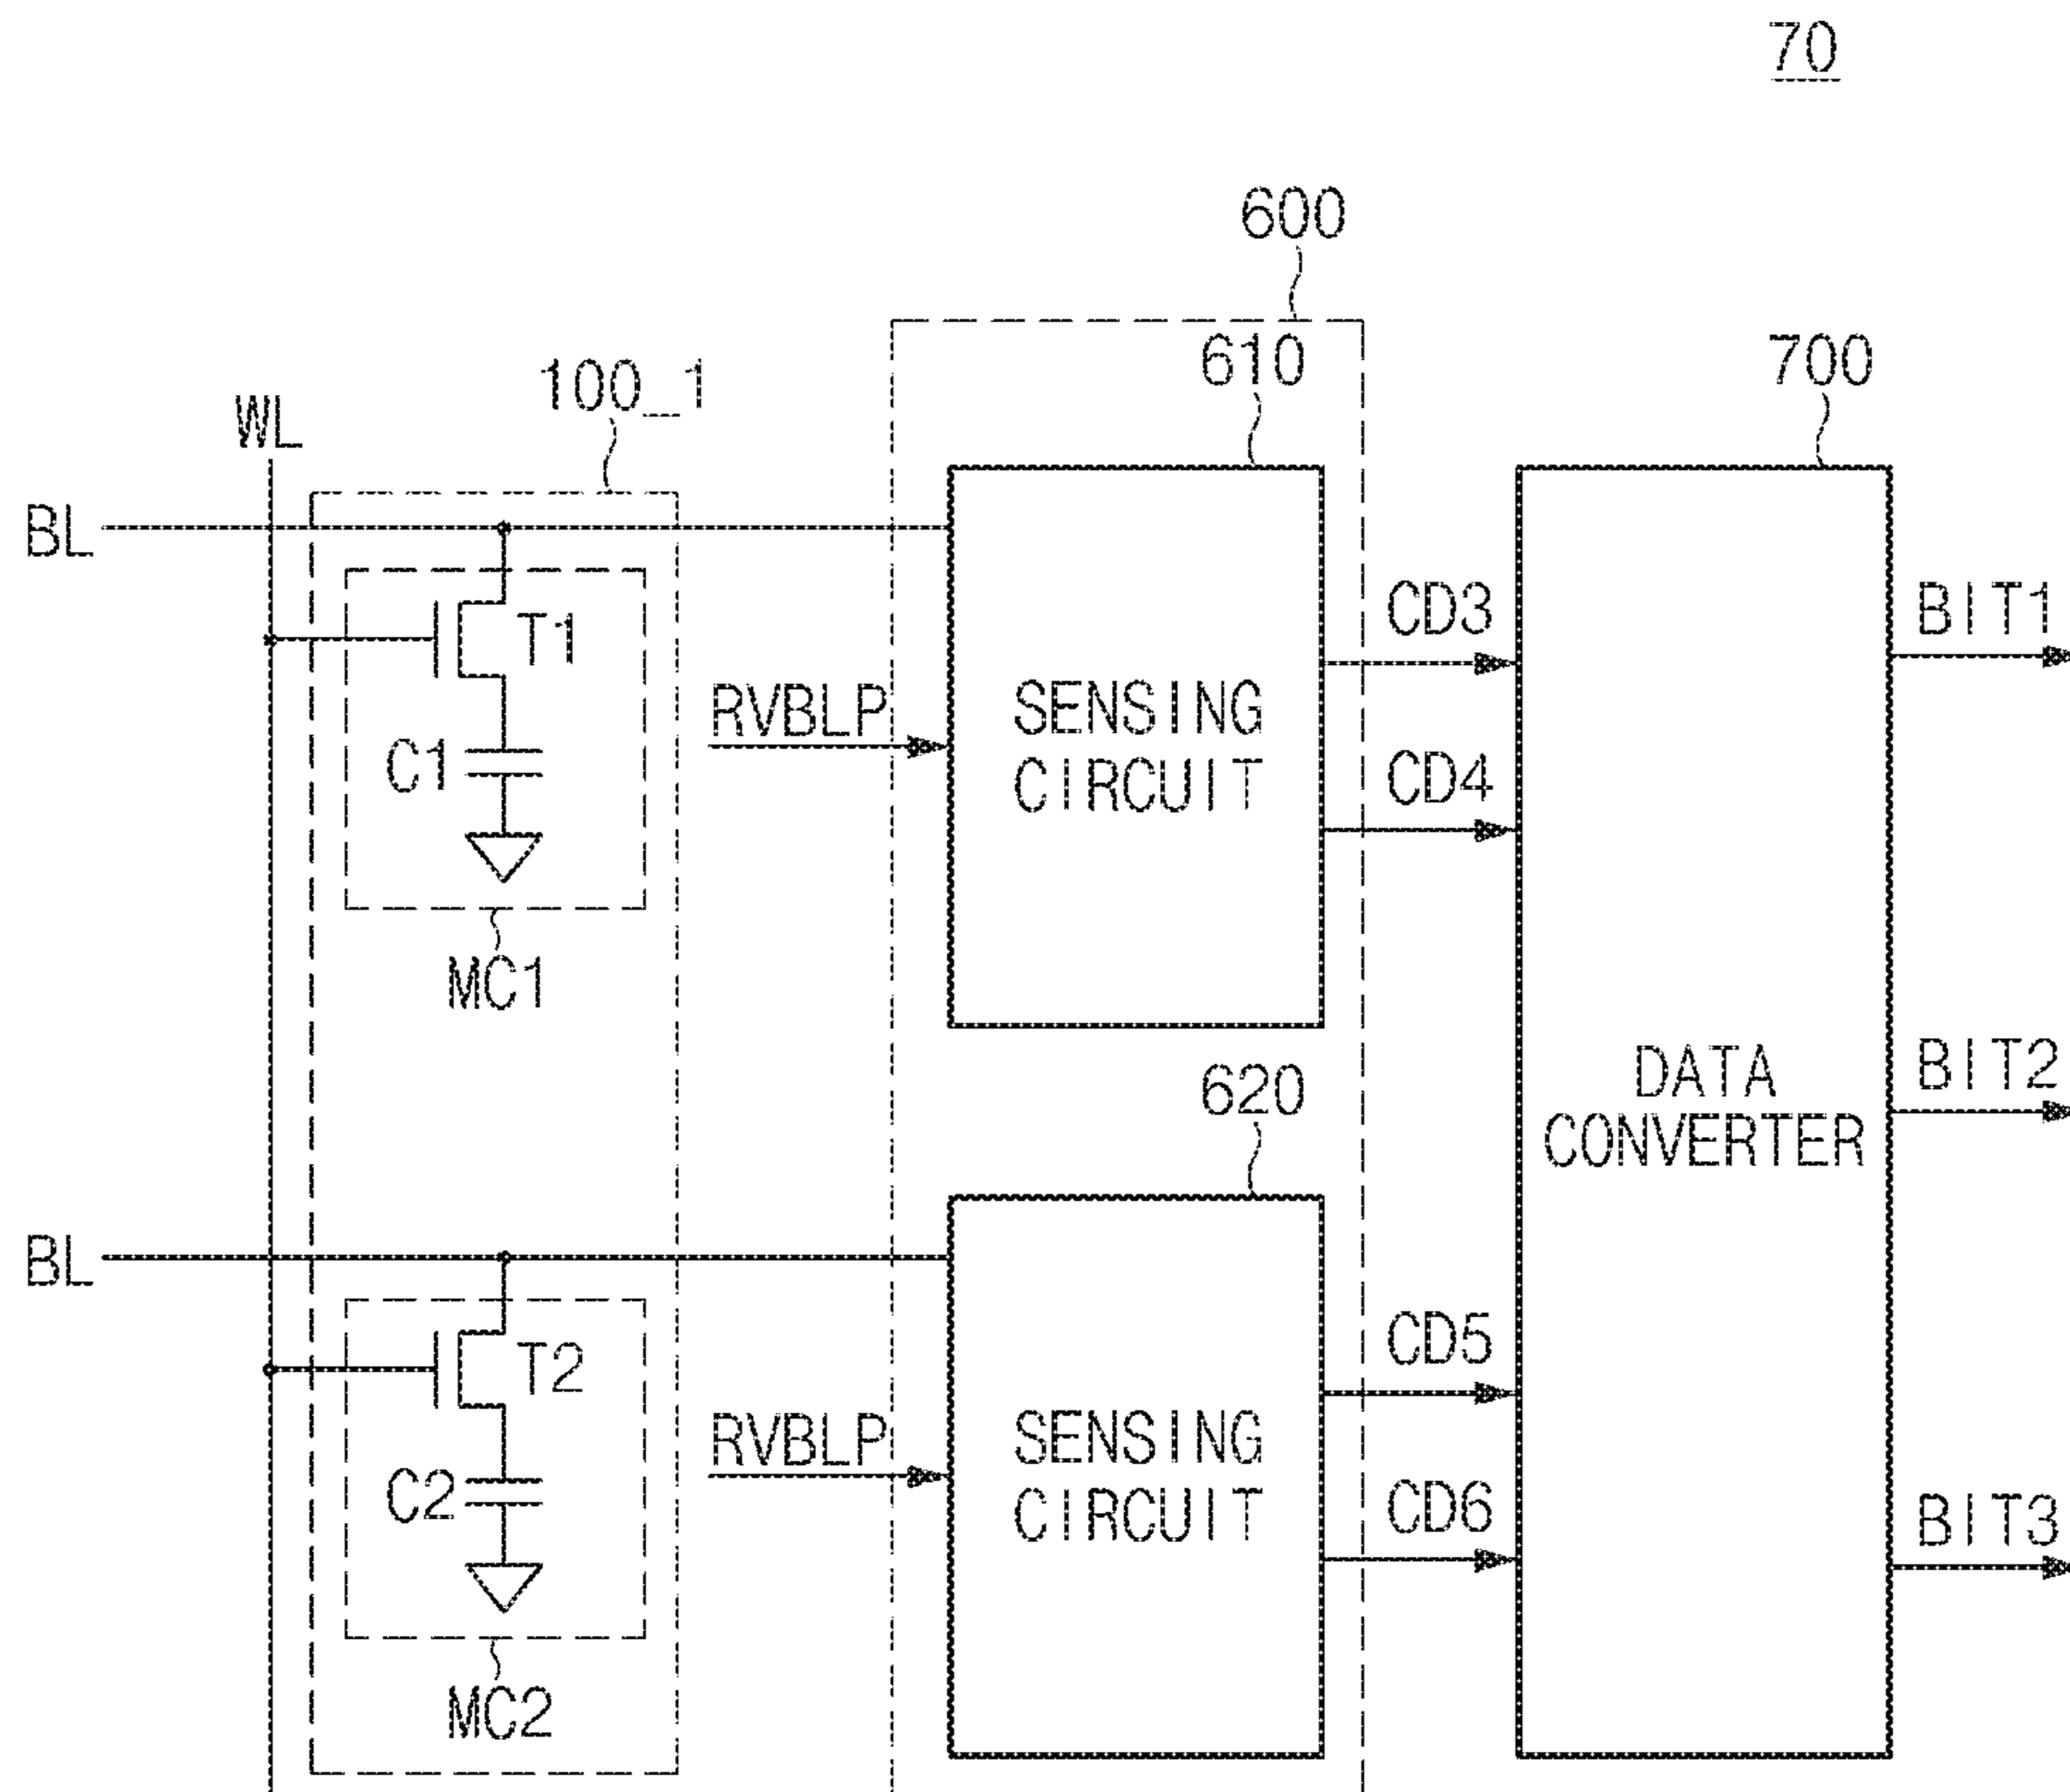 70
600
610
700
100_1
WL
BL
T1
CD3
BIT1
RVBLP
SENSING
CIRCUIT
C1
CD4
MC1
620
DATA
CONVERTER
BIT2
BL
T2
CD5
RVBLP
SENSING
CIRCUIT
C2
CD6
BIT3
MC2